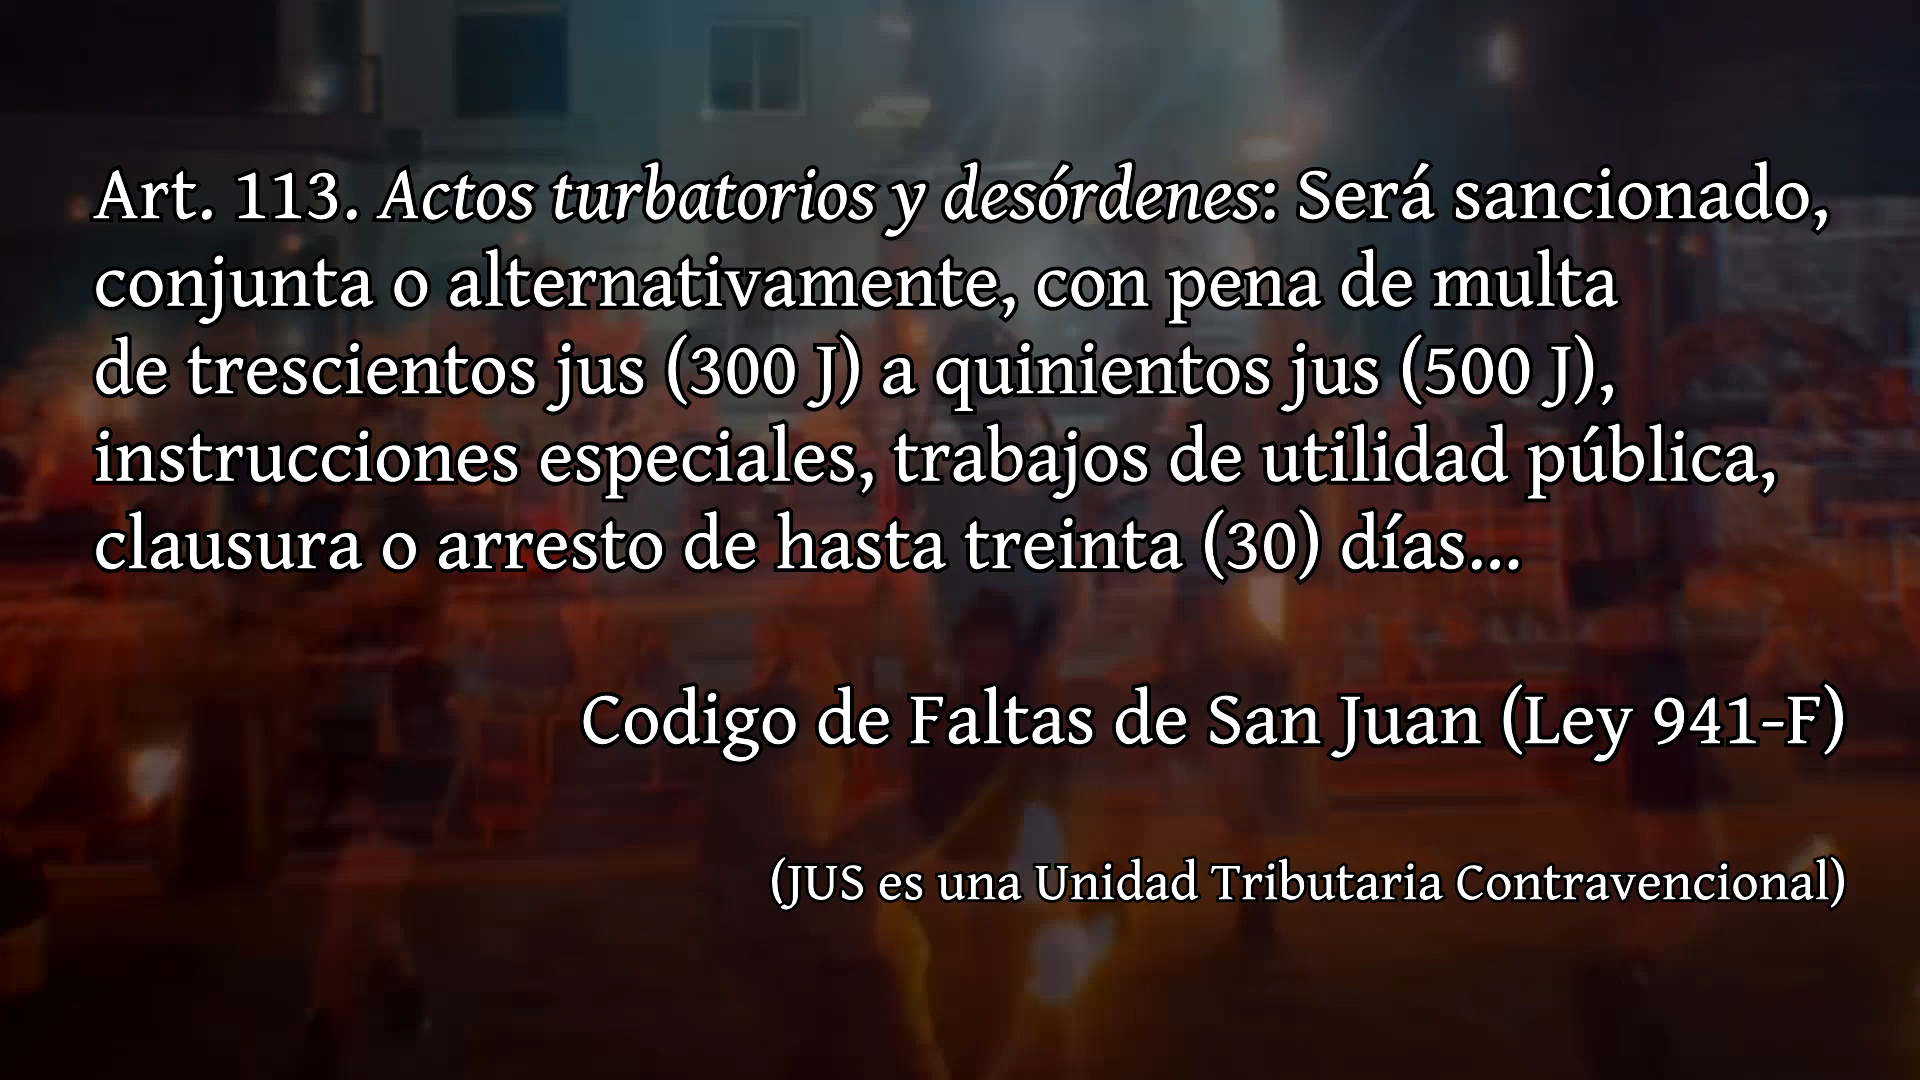 Art. 113. Actos turbatorios y desórdenes: Será sancionado,
conjunta o alternativamente, con pena de multa
de trescientos jus (300 J) a quinientos jus (500 J),
instrucciones especiales, trabajos de utilidad pública,
clausura o arresto de hasta treinta (30) días...
Codigo de Faltas de San Juan (Ley 941-F)
(JUS es una Unidad Tributaria Contravencional)